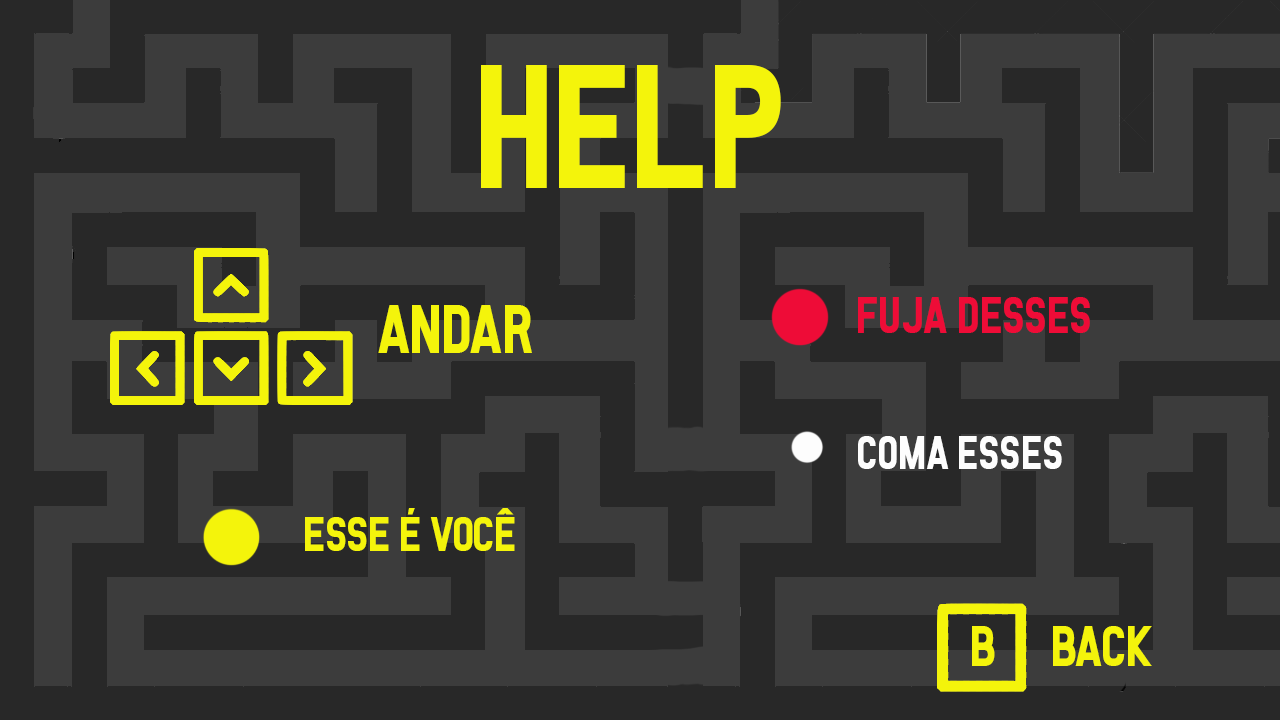 HELP
ANDAR
FUJA DESSES
COMA ESSES
ESSE É VOCÊ
B BACK